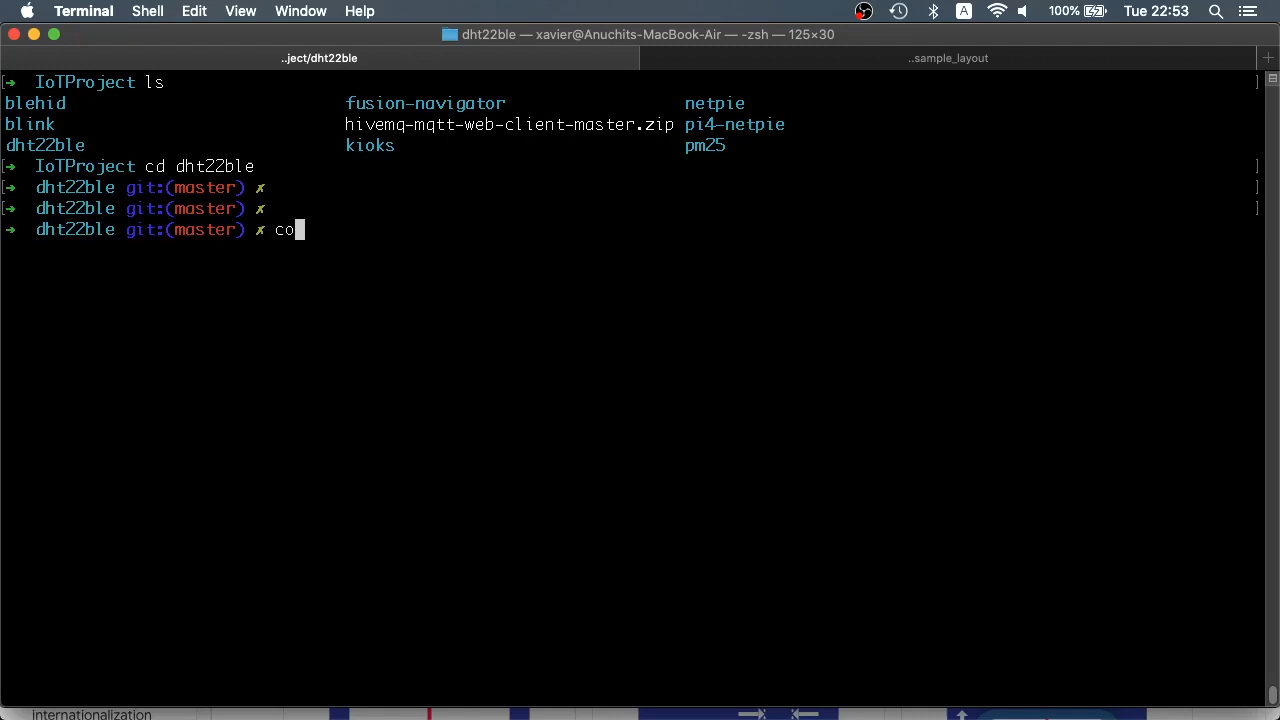 Terminal Shell Edit View Window Help A 100% Tue 22:53
dht22ble — xavier@Anuchits-MacBook-Air — -zsh — 125×30
..ject/dht22ble ..sample_layout +
[➜ IoTProject ls ]
blehid fusion-navigator netpie
blink hivemq-mqtt-web-client-master.zip pi4-netpie
dht22ble kioks pm25
[➜ IoTProject cd dht22ble ]
[➜ dht22ble git:(master) ✗ ]
[➜ dht22ble git:(master) ✗ ]
➜ dht22ble git:(master) ✗ co
internationalization